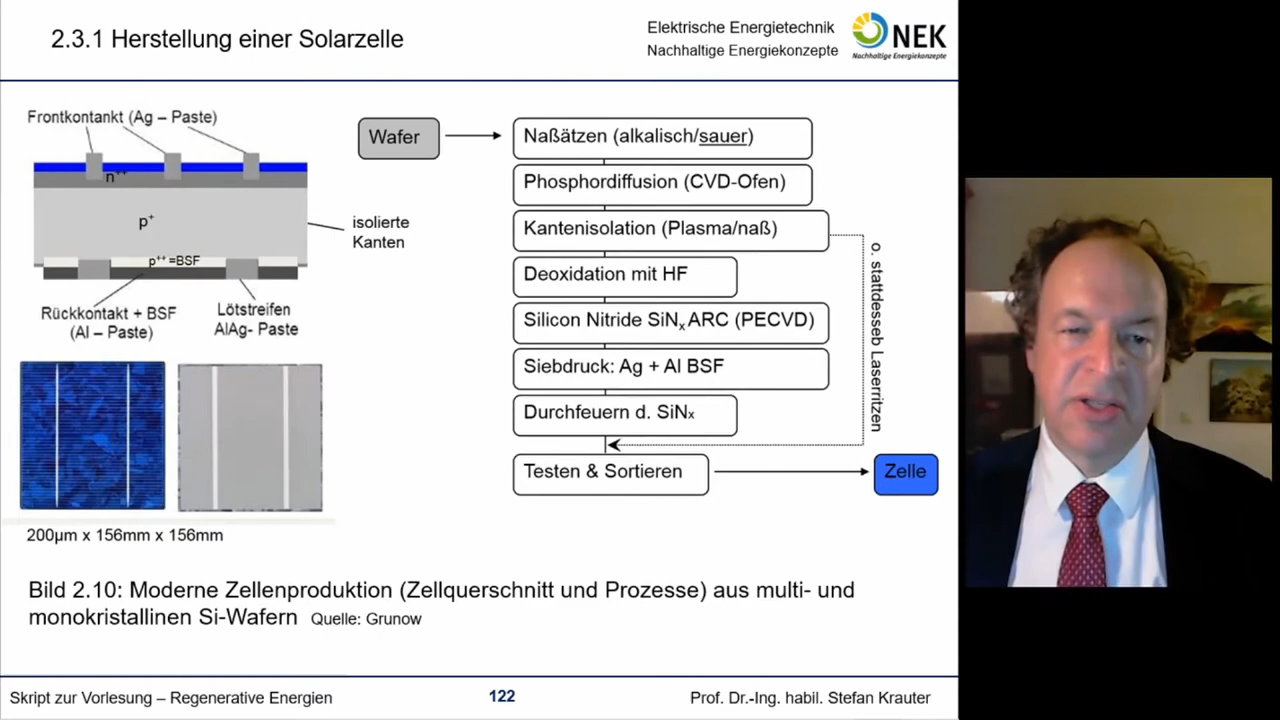 2.3.1 Herstellung einer Solarzelle
Elektrische Energietechnik
Nachhaltige Energiekonzepte
NEK
Nachhaltige Energiekonzepte
Frontkontankt (Ag – Paste)
n⁺⁺
p⁺
isolierte
Kanten
p⁺⁺ =BSF
Rückkontakt + BSF
(Al – Paste)
Lötstreifen
AlAg- Paste
200µm x 156mm x 156mm
Wafer
Naßätzen (alkalisch/sauer)
Phosphordiffusion (CVD-Ofen)
Kantenisolation (Plasma/naß)
Deoxidation mit HF
Silicon Nitride SiNₓ ARC (PECVD)
Siebdruck: Ag + Al BSF
Durchfeuern d. SiNₓ
Testen & Sortieren
o. stattdesseb Laserritzen
Zelle
Bild 2.10: Moderne Zellenproduktion (Zellquerschnitt und Prozesse) aus multi- und
monokristallinen Si-Wafern Quelle: Grunow
Skript zur Vorlesung – Regenerative Energien
122
Prof. Dr.-Ing. habil. Stefan Krauter